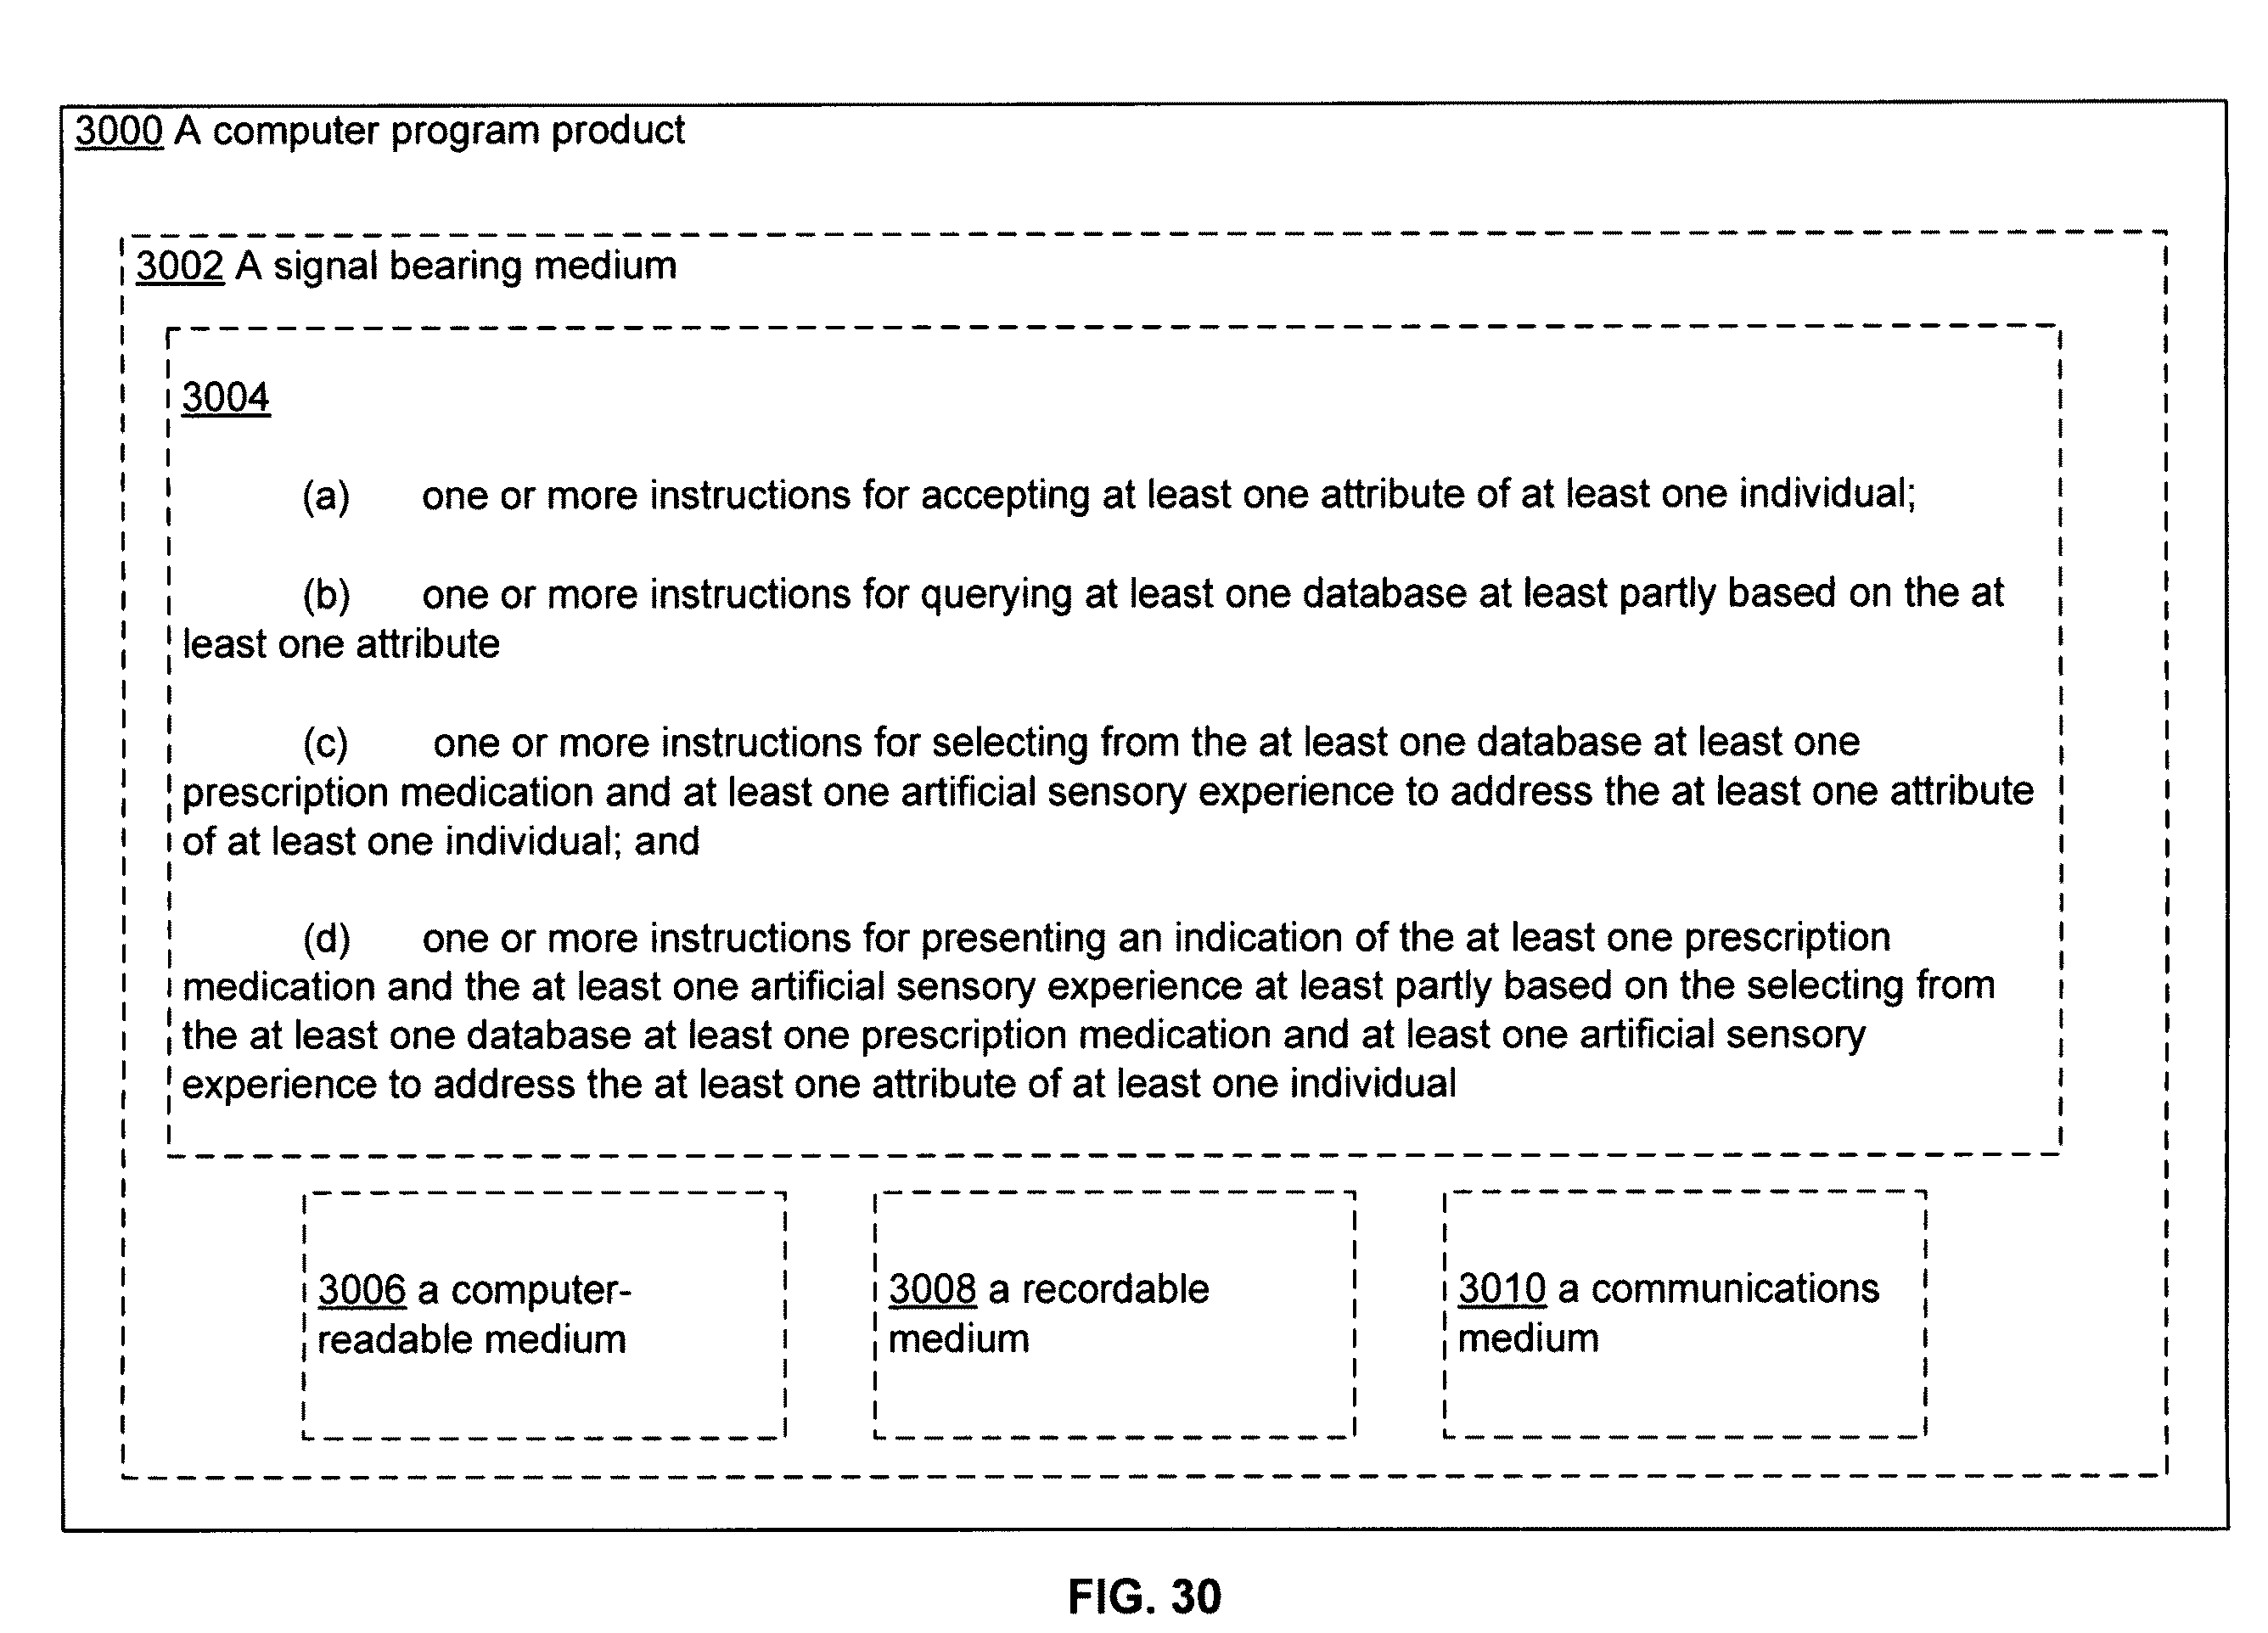 3000 A computer program product
3002 A signal bearing medium
3004
(a) one or more instructions for accepting at least one attribute of at least one individual;
(b) one or more instructions for querying at least one database at least partly based on the at
least one attribute
(c) one or more instructions for selecting from the at least one database at least one
prescription medication and at least one artificial sensory experience to address the at least one attribute
of at least one individual; and
(d) one or more instructions for presenting an indication of the at least one prescription
medication and the at least one artificial sensory experience at least partly based on the selecting from
the at least one database at least one prescription medication and at least one artificial sensory
experience to address the at least one attribute of at least one individual
3006 a computer-
readable medium
3008 a recordable
medium
3010 a communications
medium
FIG. 30